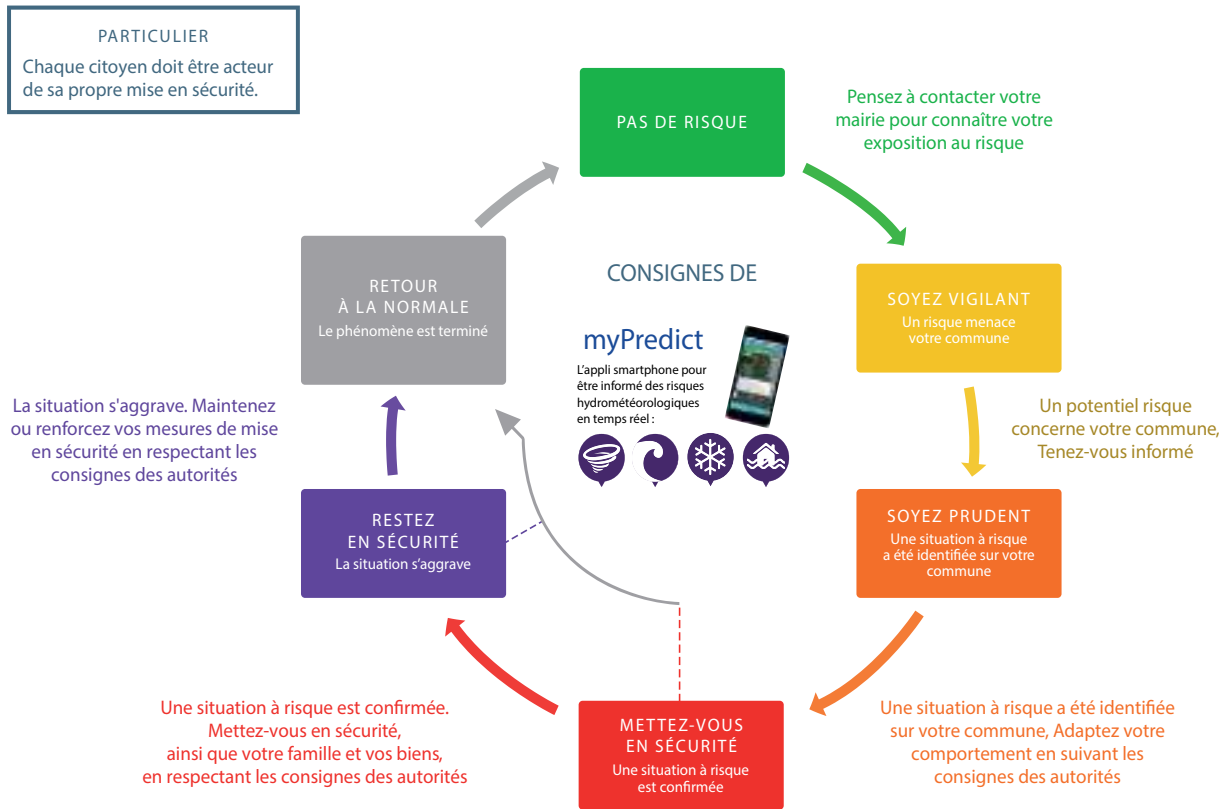 PARTICULIER
Chaque citoyen doit être acteur
de sa propre mise en sécurité.
PAS DE RISQUE
Pensez à contacter votre
mairie pour connaître votre
exposition au risque
SOYEZ VIGILANT
Un risque menace
votre commune
Un potentiel risque
concerne votre commune,
Tenez-vous informé
SOYEZ PRUDENT
Une situation à risque
a été identifiée sur votre
commune
Une situation à risque a été identifiée
sur votre commune, Adaptez votre
comportement en suivant les
consignes des autorités
METTEZ-VOUS
EN SÉCURITÉ
Une situation à risque
est confirmée
Une situation à risque est confirmée.
Mettez-vous en sécurité,
ainsi que votre famille et vos biens,
en respectant les consignes des autorités
RESTEZ
EN SÉCURITÉ
La situation s’aggrave
La situation s'aggrave. Maintenez
ou renforcez vos mesures de mise
en sécurité en respectant les
consignes des autorités
RETOUR
À LA NORMALE
Le phénomène est terminé
CONSIGNES DE
myPredict
L’appli smartphone pour
être informé des risques
hydrométéorologiques
en temps réel :